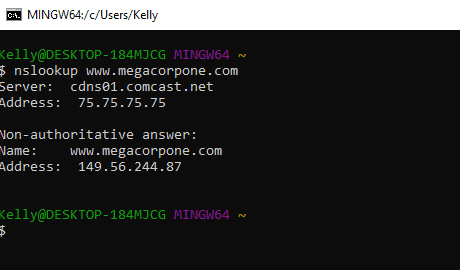 MINGW64:/c/Users/Kelly
Kelly@DESKTOP-184MJCG MINGW64 ~
$ nslookup www.megacorpone.com
Server:  cdns01.comcast.net
Address:  75.75.75.75
Non-authoritative answer:
Name:    www.megacorpone.com
Address:  149.56.244.87
Kelly@DESKTOP-184MJCG MINGW64 ~
$